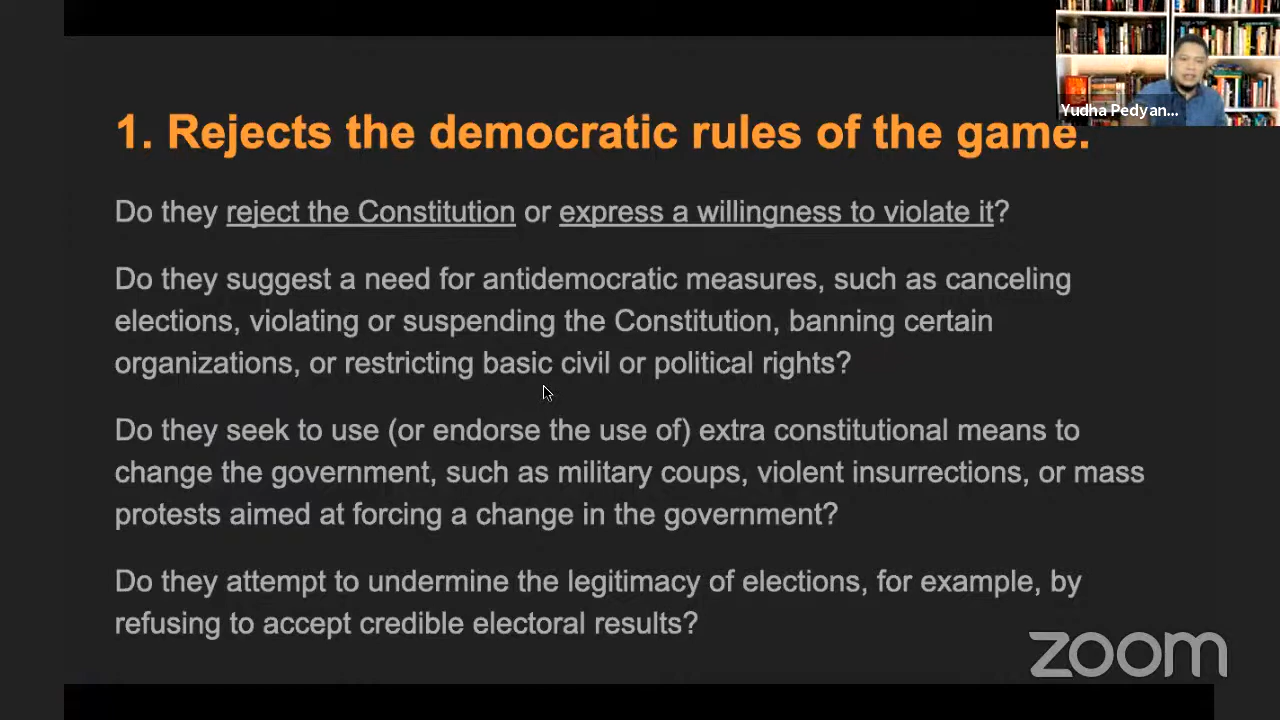 Yudha Pedyan...
1. Rejects the democratic rules of the game.
Do they reject the Constitution or express a willingness to violate it?
Do they suggest a need for antidemocratic measures, such as canceling
elections, violating or suspending the Constitution, banning certain
organizations, or restricting basic civil or political rights?
Do they seek to use (or endorse the use of) extra constitutional means to
change the government, such as military coups, violent insurrections, or mass
protests aimed at forcing a change in the government?
Do they attempt to undermine the legitimacy of elections, for example, by
refusing to accept credible electoral results?
zoom